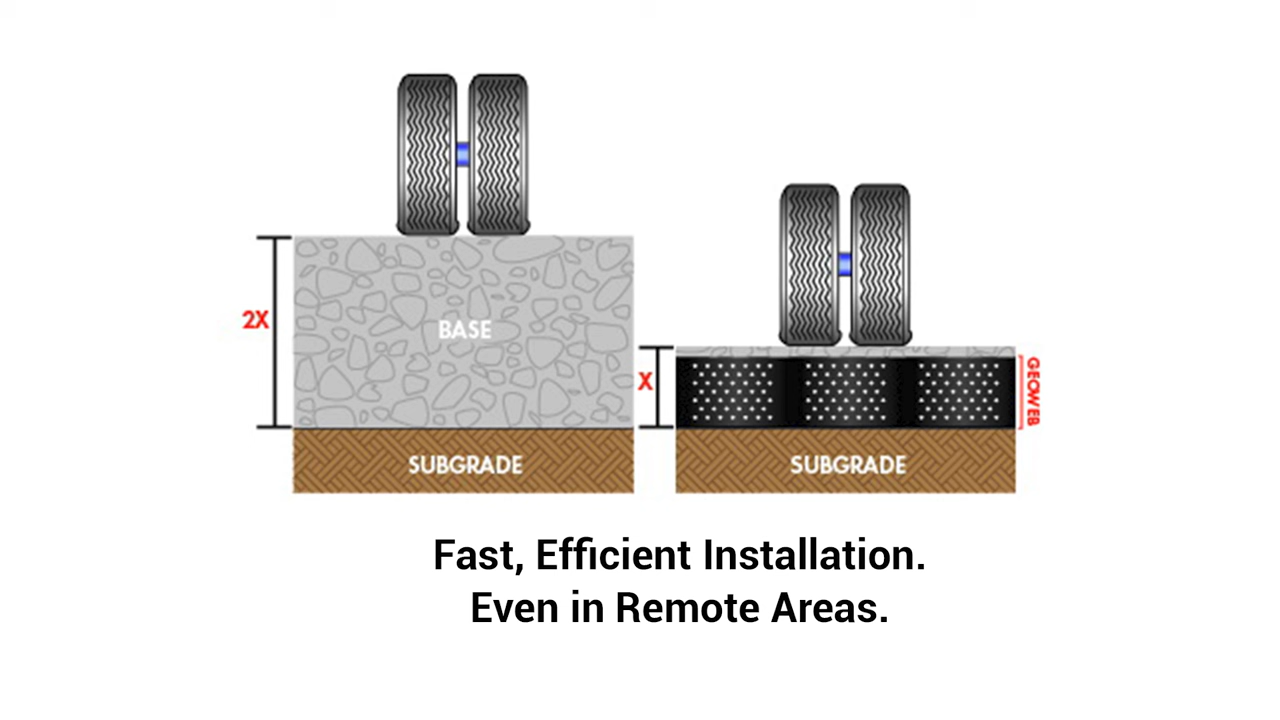 2X
BASE
SUBGRADE
X
GEOWEB
SUBGRADE
Fast, Efficient Installation.
Even in Remote Areas.